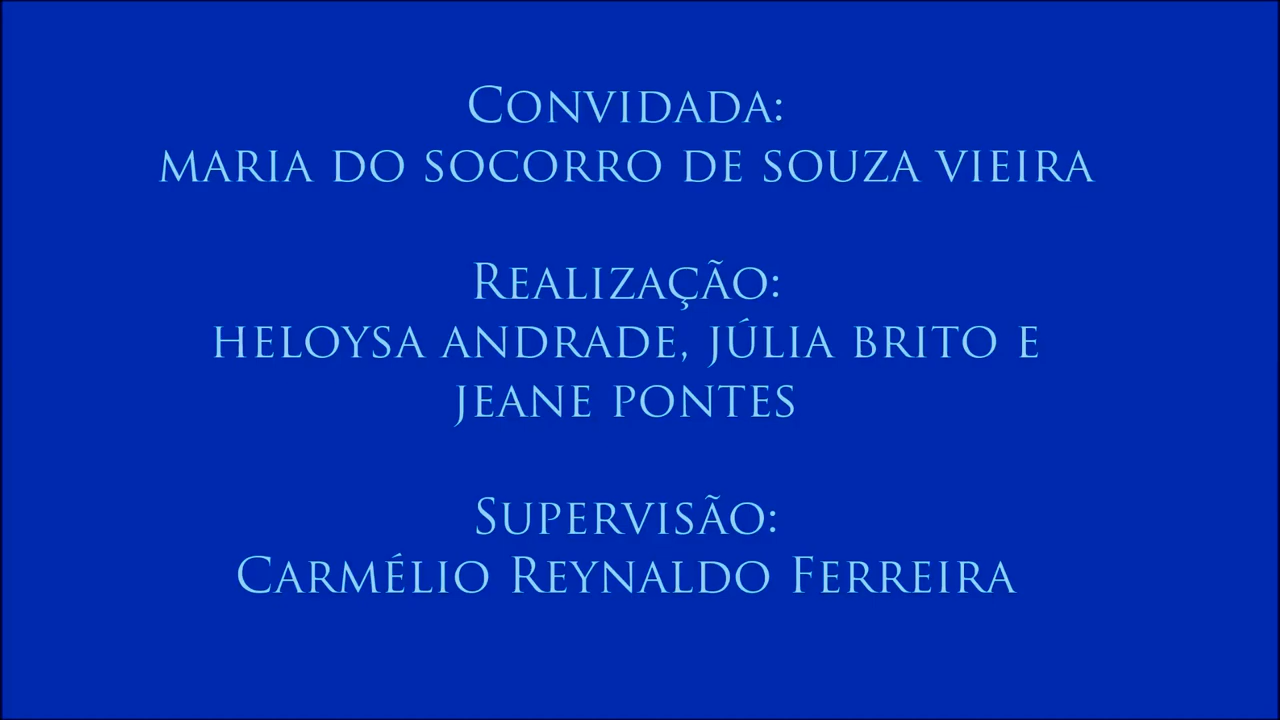 Convidada:
maria do socorro de souza vieira
Realização:
heloysa andrade, júlia brito e
jeane pontes
Supervisão:
Carmélio Reynaldo Ferreira